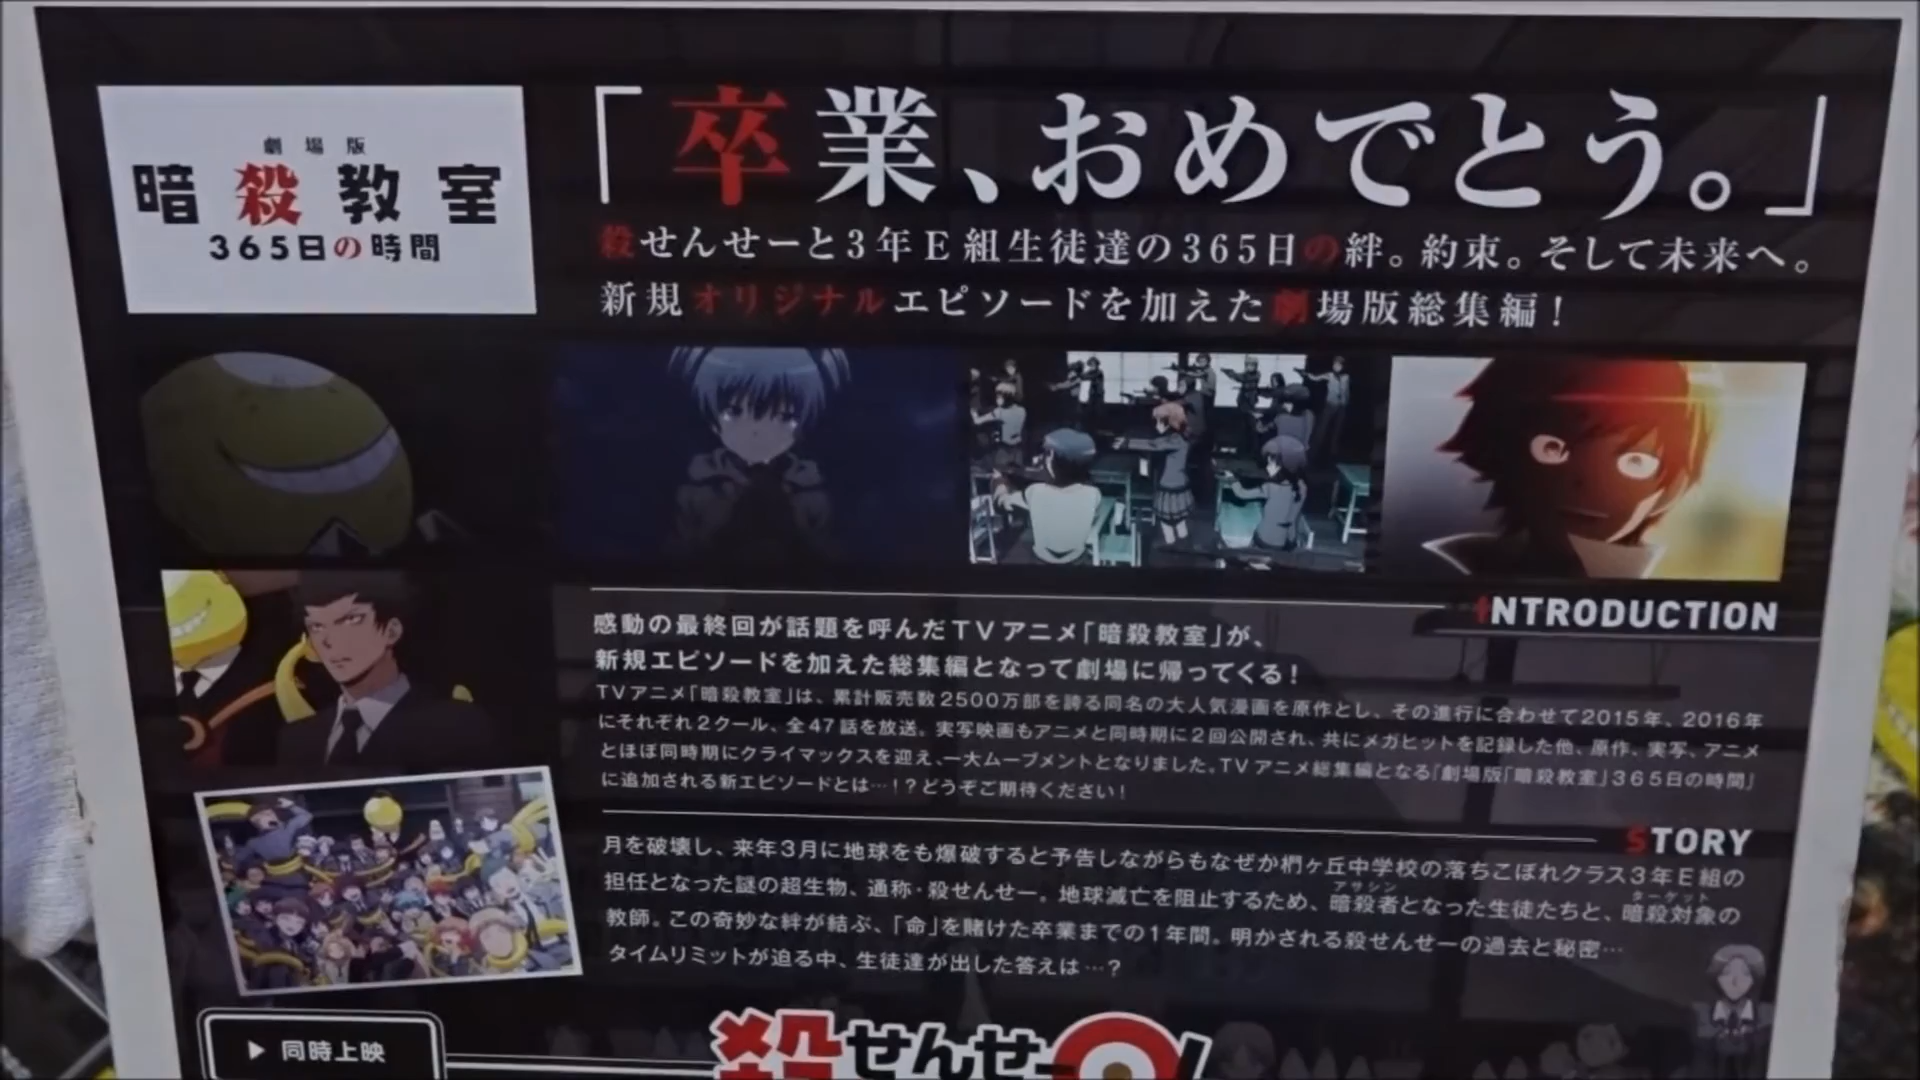 劇場版
暗殺教室
365日の時間
「卒業、おめでとう。」
殺せんせーと3年E組生徒達の365日の絆。約束。そして未来へ。
新規オリジナルエピソードを加えた劇場版総集編!
INTRODUCTION
感動の最終回が話題を呼んだTVアニメ「暗殺教室」が、
新規エピソードを加えた総集編となって劇場に帰ってくる!
TVアニメ「暗殺教室」は、累計販売数2500万部を誇る同名の大人気漫画を原作とし、その進行に合わせて2015年、2016年
にそれぞれ2クール、全47話を放送。実写映画もアニメと同時期に2回公開され、共にメガヒットを記録した他、原作、実写、アニメ
とほぼ同時期にクライマックスを迎え、一大ムーブメントとなりました。TVアニメ総集編となる「劇場版「暗殺教室」365日の時間」
に追加される新エピソードとは…!?どうぞご期待ください!
STORY
月を破壊し、来年3月に地球をも爆破すると予告しながらもなぜか椚ヶ丘中学校の落ちこぼれクラス3年E組の
担任となった謎の超生物、通称・殺せんせー。地球滅亡を阻止するため、暗殺者となった生徒たちと、暗殺対象の
アサシン ターゲット
教師。この奇妙な絆が結ぶ、「命」を賭けた卒業までの1年間。明かされる殺せんせーの過去と秘密…
タイムリミットが迫る中、生徒達が出した答えは…?
▶ 同時上映
殺せんせーQ!